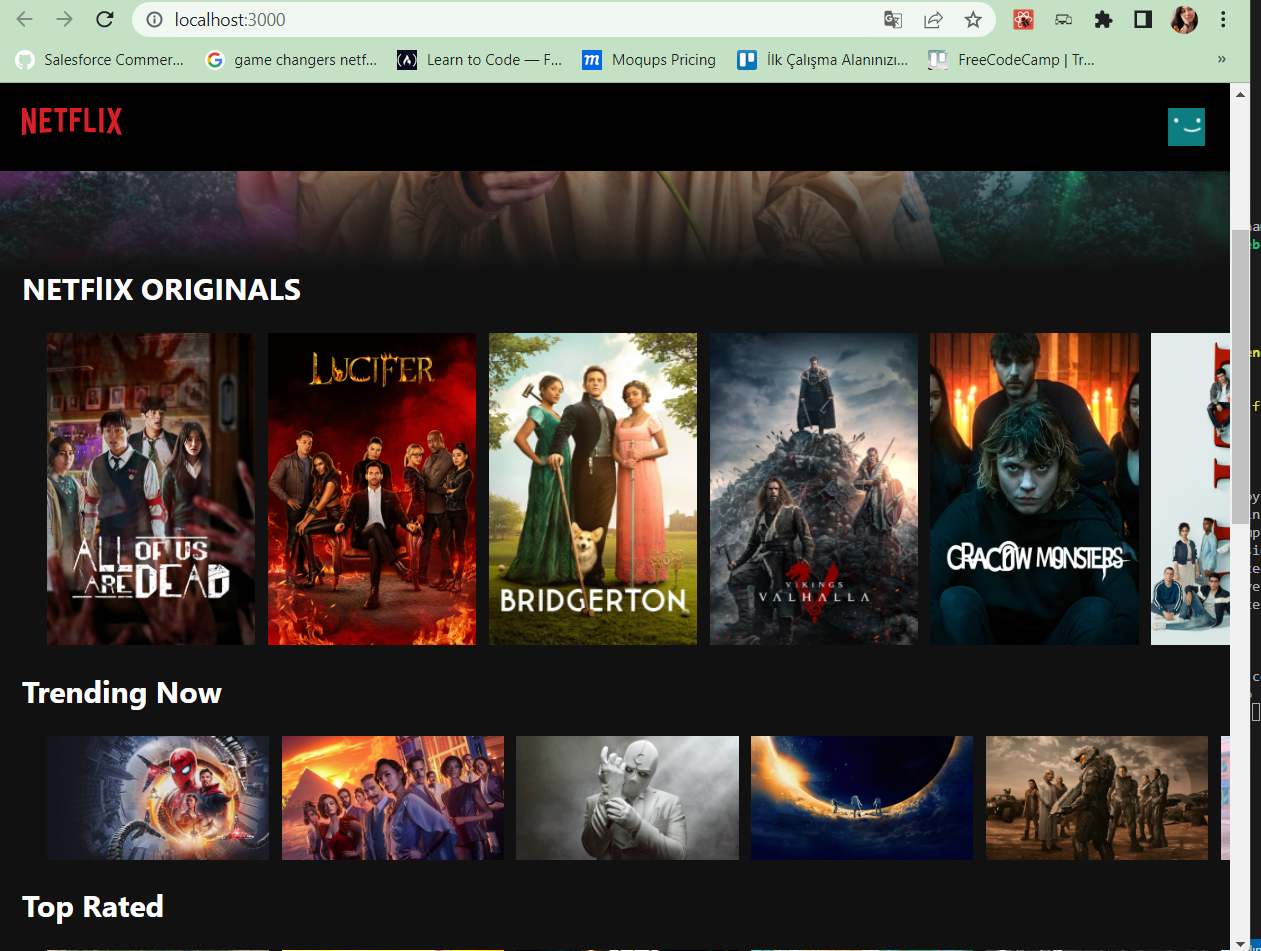 localhost:3000
Salesforce Commer...
game changers netf...
Learn to Code — F...
Moqups Pricing
İlk Çalışma Alanınızı...
FreeCodeCamp | Tr...
»
NETFLIX
NETFlIX ORIGINALS
LUCIFER
ALL OF US
ARE DEAD
BRIDGERTON
VIKINGS
VALHALLA
CRACOW MONSTERS
Trending Now
Top Rated